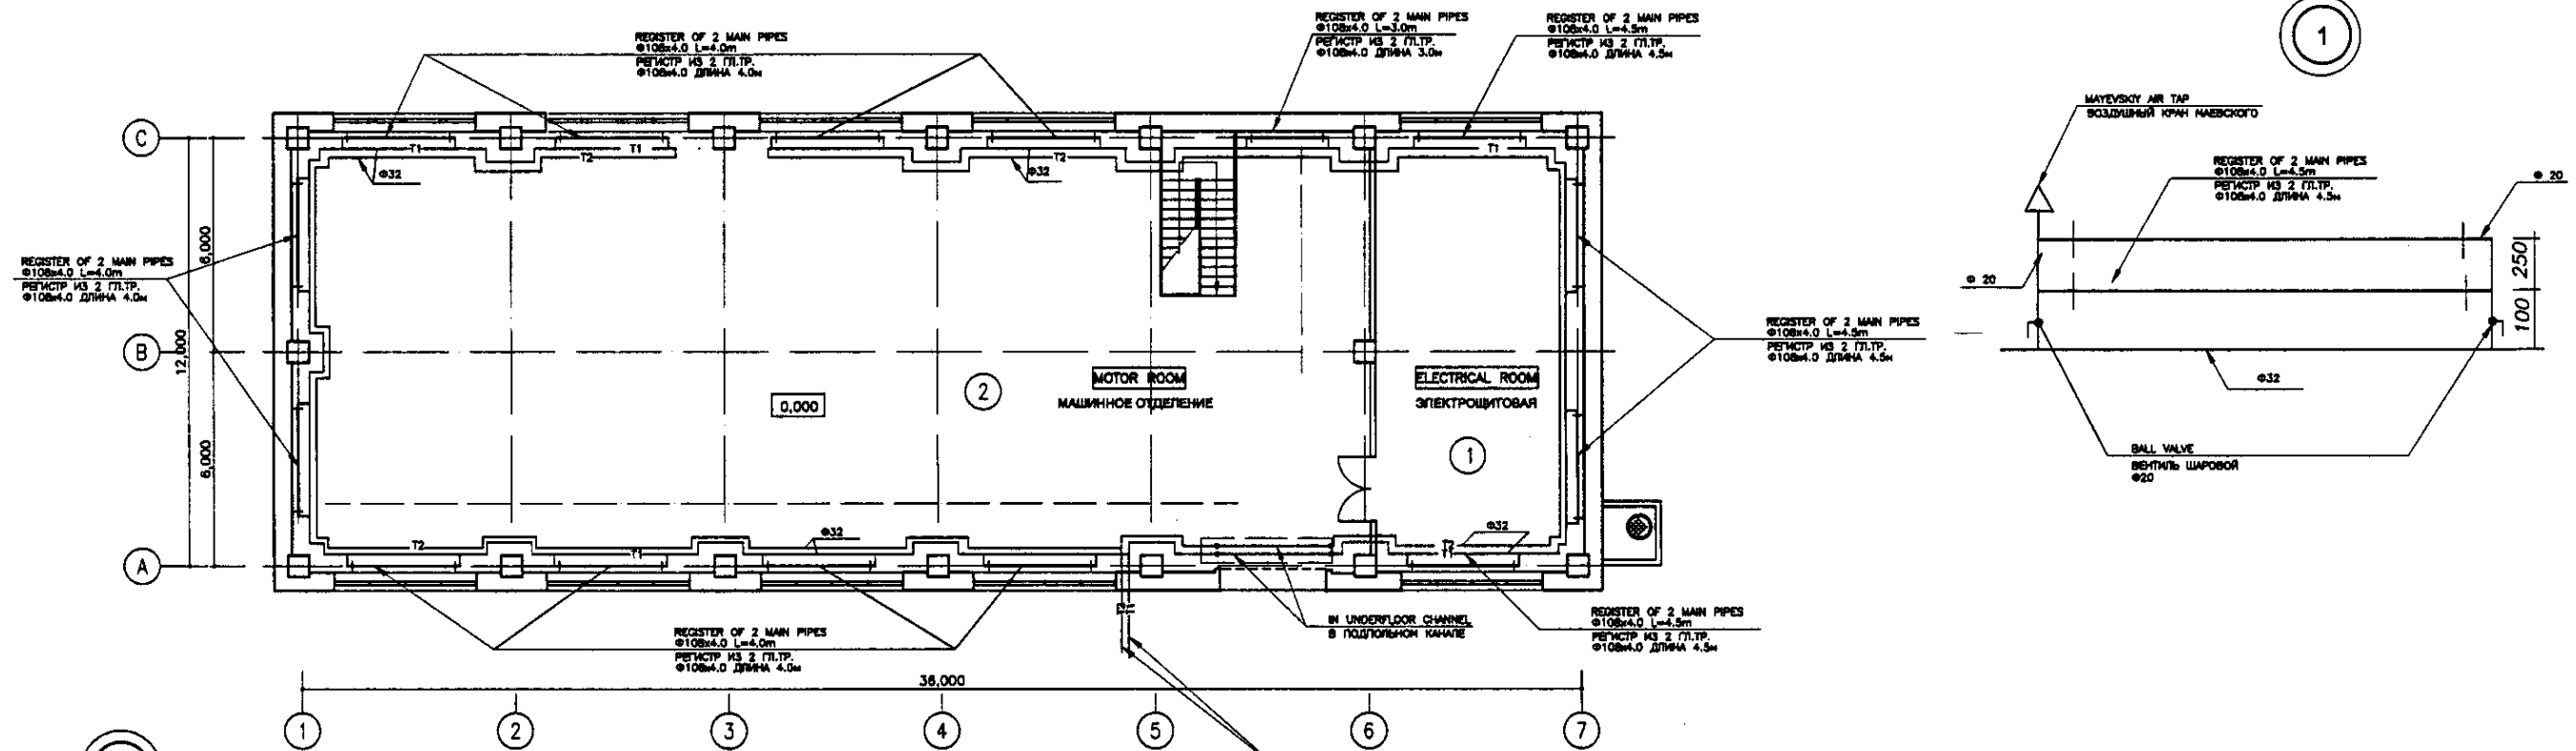 REGISTER OF 2 MAIN PIPES
Φ108x4.0 L=4.0m
РЕГИСТР ИЗ 2 ГЛ.ТР.
Φ108x4.0 ДЛИНА 4.0м
REGISTER OF 2 MAIN PIPES
Φ108x4.0 L=3.0m
РЕГИСТР ИЗ 2 ГЛ.ТР.
Φ108x4.0 ДЛИНА 3.0м
REGISTER OF 2 MAIN PIPES
Φ108x4.0 L=4.5m
РЕГИСТР ИЗ 2 ГЛ.ТР.
Φ108x4.0 ДЛИНА 4.5м
1
MAYEVSKIY AIR TAP
ВОЗДУШНЫЙ КРАН МАЕВСКОГО
REGISTER OF 2 MAIN PIPES
Φ108x4.0 L=4.5m
РЕГИСТР ИЗ 2 ГЛ.ТР.
Φ108x4.0 ДЛИНА 4.5м
Φ 20
Φ 20
250
100
Φ32
BALL VALVE
ВЕНТИЛЬ ШАРОВОЙ
Φ20
C
T1
T2
T1
T2
T1
Φ32
Φ32
REGISTER OF 2 MAIN PIPES
Φ108x4.0 L=4.0m
РЕГИСТР ИЗ 2 ГЛ.ТР.
Φ108x4.0 ДЛИНА 4.0м
6,000
12,000
6,000
B
REGISTER OF 2 MAIN PIPES
Φ108x4.0 L=4.5m
РЕГИСТР ИЗ 2 ГЛ.ТР.
Φ108x4.0 ДЛИНА 4.5м
0,000
2
MOTOR ROOM
МАШИННОЕ ОТДЕЛЕНИЕ
ELECTRICAL ROOM
ЭЛЕКТРОЩИТОВАЯ
1
T2
T1
Φ32
Φ32
A
REGISTER OF 2 MAIN PIPES
Φ108x4.0 L=4.0m
РЕГИСТР ИЗ 2 ГЛ.ТР.
Φ108x4.0 ДЛИНА 4.0м
IN UNDERFLOOR CHANNEL
В ПОДПОЛЬНОМ КАНАЛЕ
REGISTER OF 2 MAIN PIPES
Φ108x4.0 L=4.5m
РЕГИСТР ИЗ 2 ГЛ.ТР.
Φ108x4.0 ДЛИНА 4.5м
36,000
1
2
3
4
5
6
7